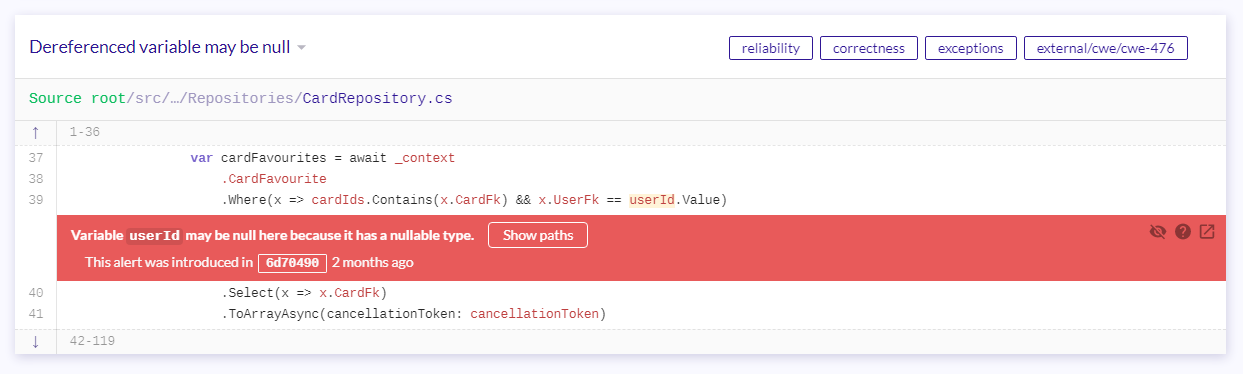 Dereferenced variable may be null
reliability correctness exceptions external/cwe/cwe-476
Source root/src/…/Repositories/CardRepository.cs
↑ 1-36
37 var cardFavourites = await _context
38 .CardFavourite
39 .Where(x => cardIds.Contains(x.CardFk) && x.UserFk == userId.Value)
Variable userId may be null here because it has a nullable type. Show paths
This alert was introduced in 6d70490 2 months ago
40 .Select(x => x.CardFk)
41 .ToArrayAsync(cancellationToken: cancellationToken)
↓ 42-119